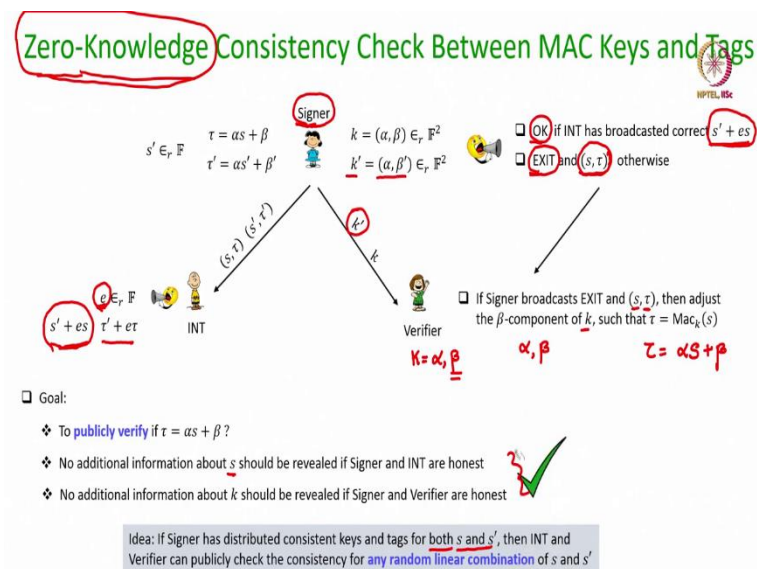 Zero-Knowledge Consistency Check Between MAC Keys and Tags
NPTEL, IISc
Signer
s′ ∈ᵣ 𝔽
τ = αs + β
τ′ = αs′ + β′
k = (α, β) ∈ᵣ 𝔽²
k′ = (α, β′) ∈ᵣ 𝔽²
❑ OK if INT has broadcasted correct s′ + es
❑ EXIT and (s, τ) otherwise
(s, τ) (s′, τ′)
k′
k
e ∈ᵣ 𝔽
s′ + es τ′ + eτ
INT
Verifier
K = α, β
❑ If Signer broadcasts EXIT and (s, τ), then adjust
the β-component of k, such that τ = Macₖ(s)
α, β
τ = αs + β
❑ Goal:
❖ To publicly verify if τ = αs + β ?
❖ No additional information about s should be revealed if Signer and INT are honest
❖ No additional information about k should be revealed if Signer and Verifier are honest
Idea: If Signer has distributed consistent keys and tags for both s and s′, then INT and
Verifier can publicly check the consistency for any random linear combination of s and s′